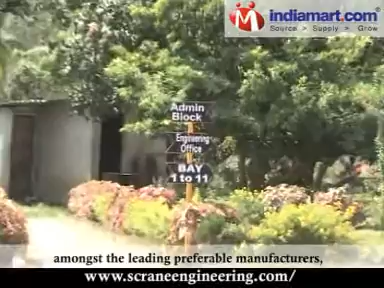 indiamart.com
Source > Supply > Grow
Admin
Block
Engineering
Office
BAY
1 to 11
amongst the leading preferable manufacturers,
www.scraneengineering.com/